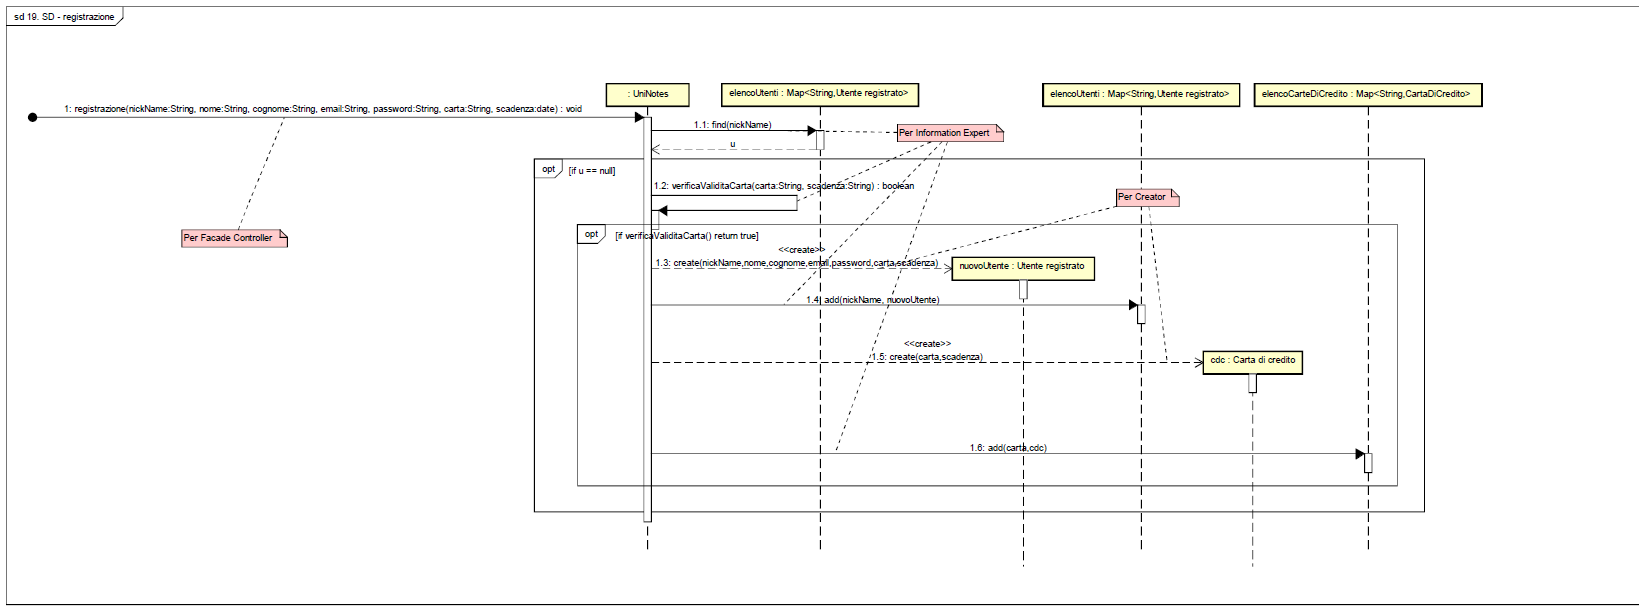 sd 19. SD - registrazione
: UniNotes
elencoUtenti : Map<String,Utente registrato>
elencoUtenti : Map<String,Utente registrato>
elencoCarteDiCredito : Map<String,CartaDiCredito>
1: registrazione(nickName:String, nome:String, cognome:String, email:String, password:String, carta:String, scadenza:date) : void
1.1: find(nickName)
Per Information Expert
u
opt
[if u == null]
1.2: verificaValiditaCarta(carta:String, scadenza:String) : boolean
Per Creator
Per Facade Controller
opt
[if verificaValiditaCarta() return true]
<<create>>
1.3: create(nickName,nome,cognome,email,password,carta,scadenza)
nuovoUtente : Utente registrato
1.4: add(nickName, nuovoUtente)
<<create>>
1.5: create(carta,scadenza)
cdc : Carta di credito
1.6: add(carta,cdc)